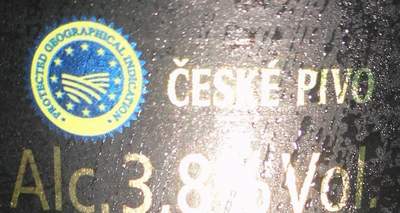 PROTECTED GEOGRAPHICAL INDICATION
ČESKÉ PIVO
Alc. 3,8% Vol.